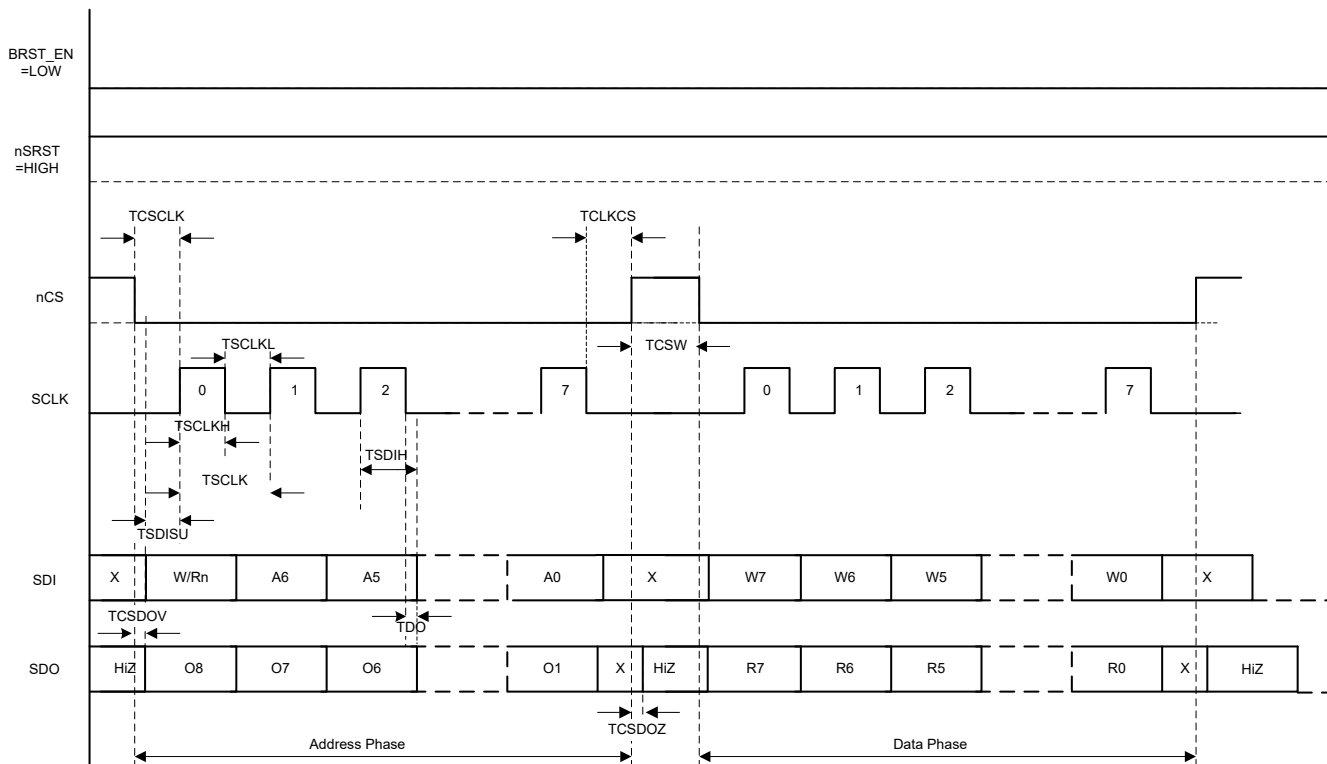 BRST_EN
=LOW
nSRST
=HIGH
TCSCLK
TCLKCS
nCS
TSCLKL
TCSW
SCLK
0
1
2
7
0
1
2
7
TSCLKH
TSDIH
TSCLK
TSDISU
SDI
X
W/Rn
A6
A5
A0
X
W7
W6
W5
W0
X
TCSDOV
TDO
SDO
HiZ
O8
O7
O6
O1
X
HiZ
R7
R6
R5
R0
X
HiZ
TCSDOZ
Address Phase
Data Phase